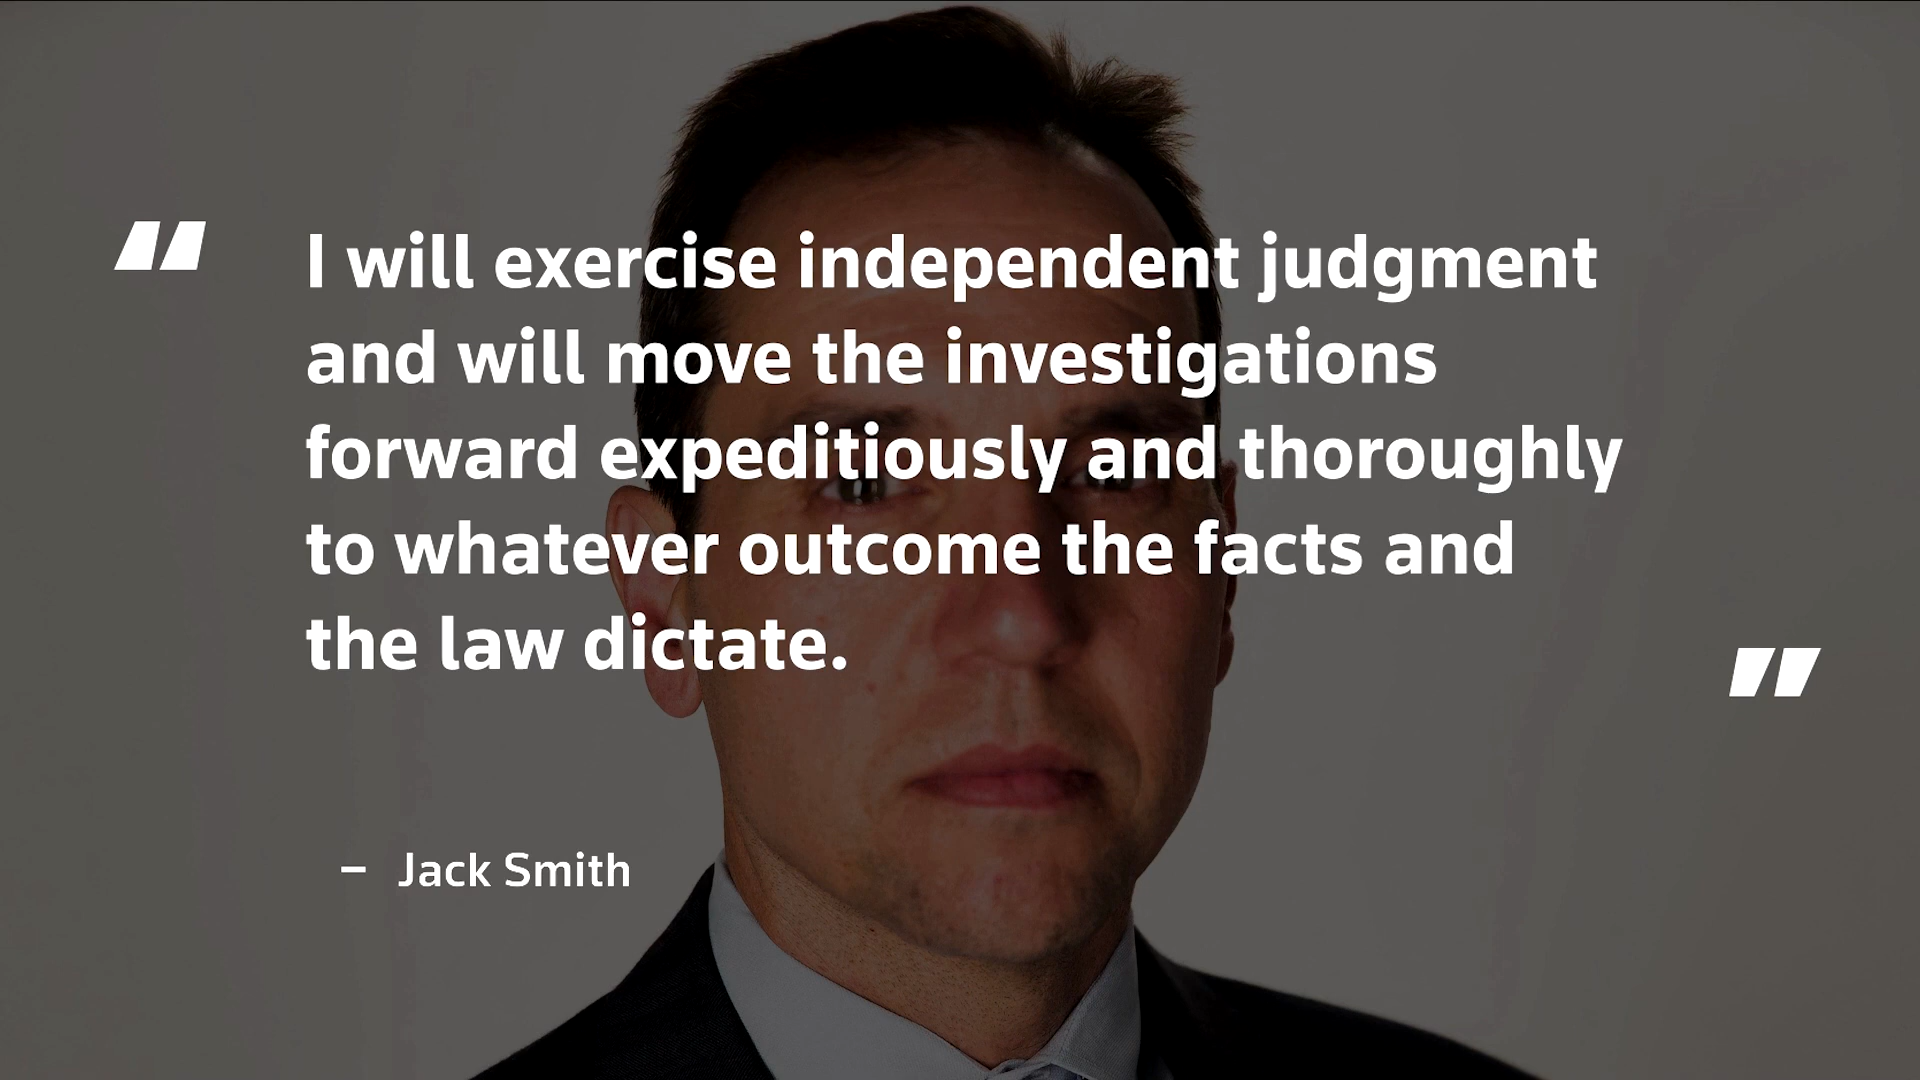 “ I will exercise independent judgment
and will move the investigations
forward expeditiously and thoroughly
to whatever outcome the facts and
the law dictate. ”
– Jack Smith